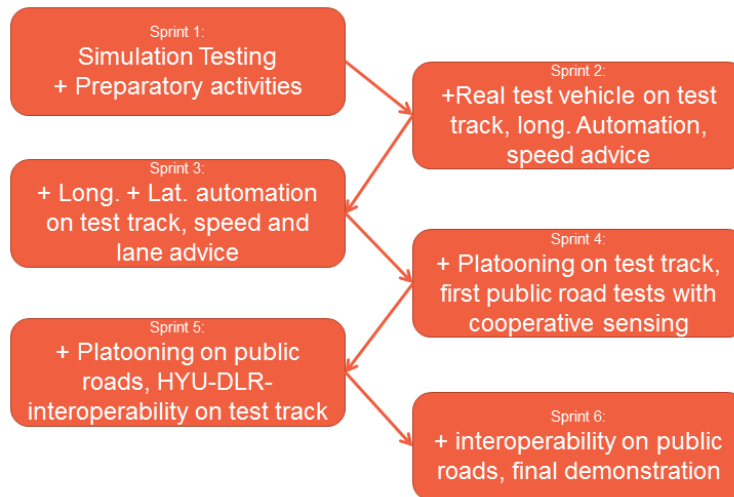 Sprint 1:
Simulation Testing
+ Preparatory activities
Sprint 2:
+Real test vehicle on test
track, long. Automation,
speed advice
Sprint 3:
+ Long. + Lat. automation
on test track, speed and
lane advice
Sprint 4:
+ Platooning on test track,
first public road tests with
cooperative sensing
Sprint 5:
+ Platooning on public
roads, HYU-DLR-
interoperability on test track
Sprint 6:
+ interoperability on public
roads, final demonstration